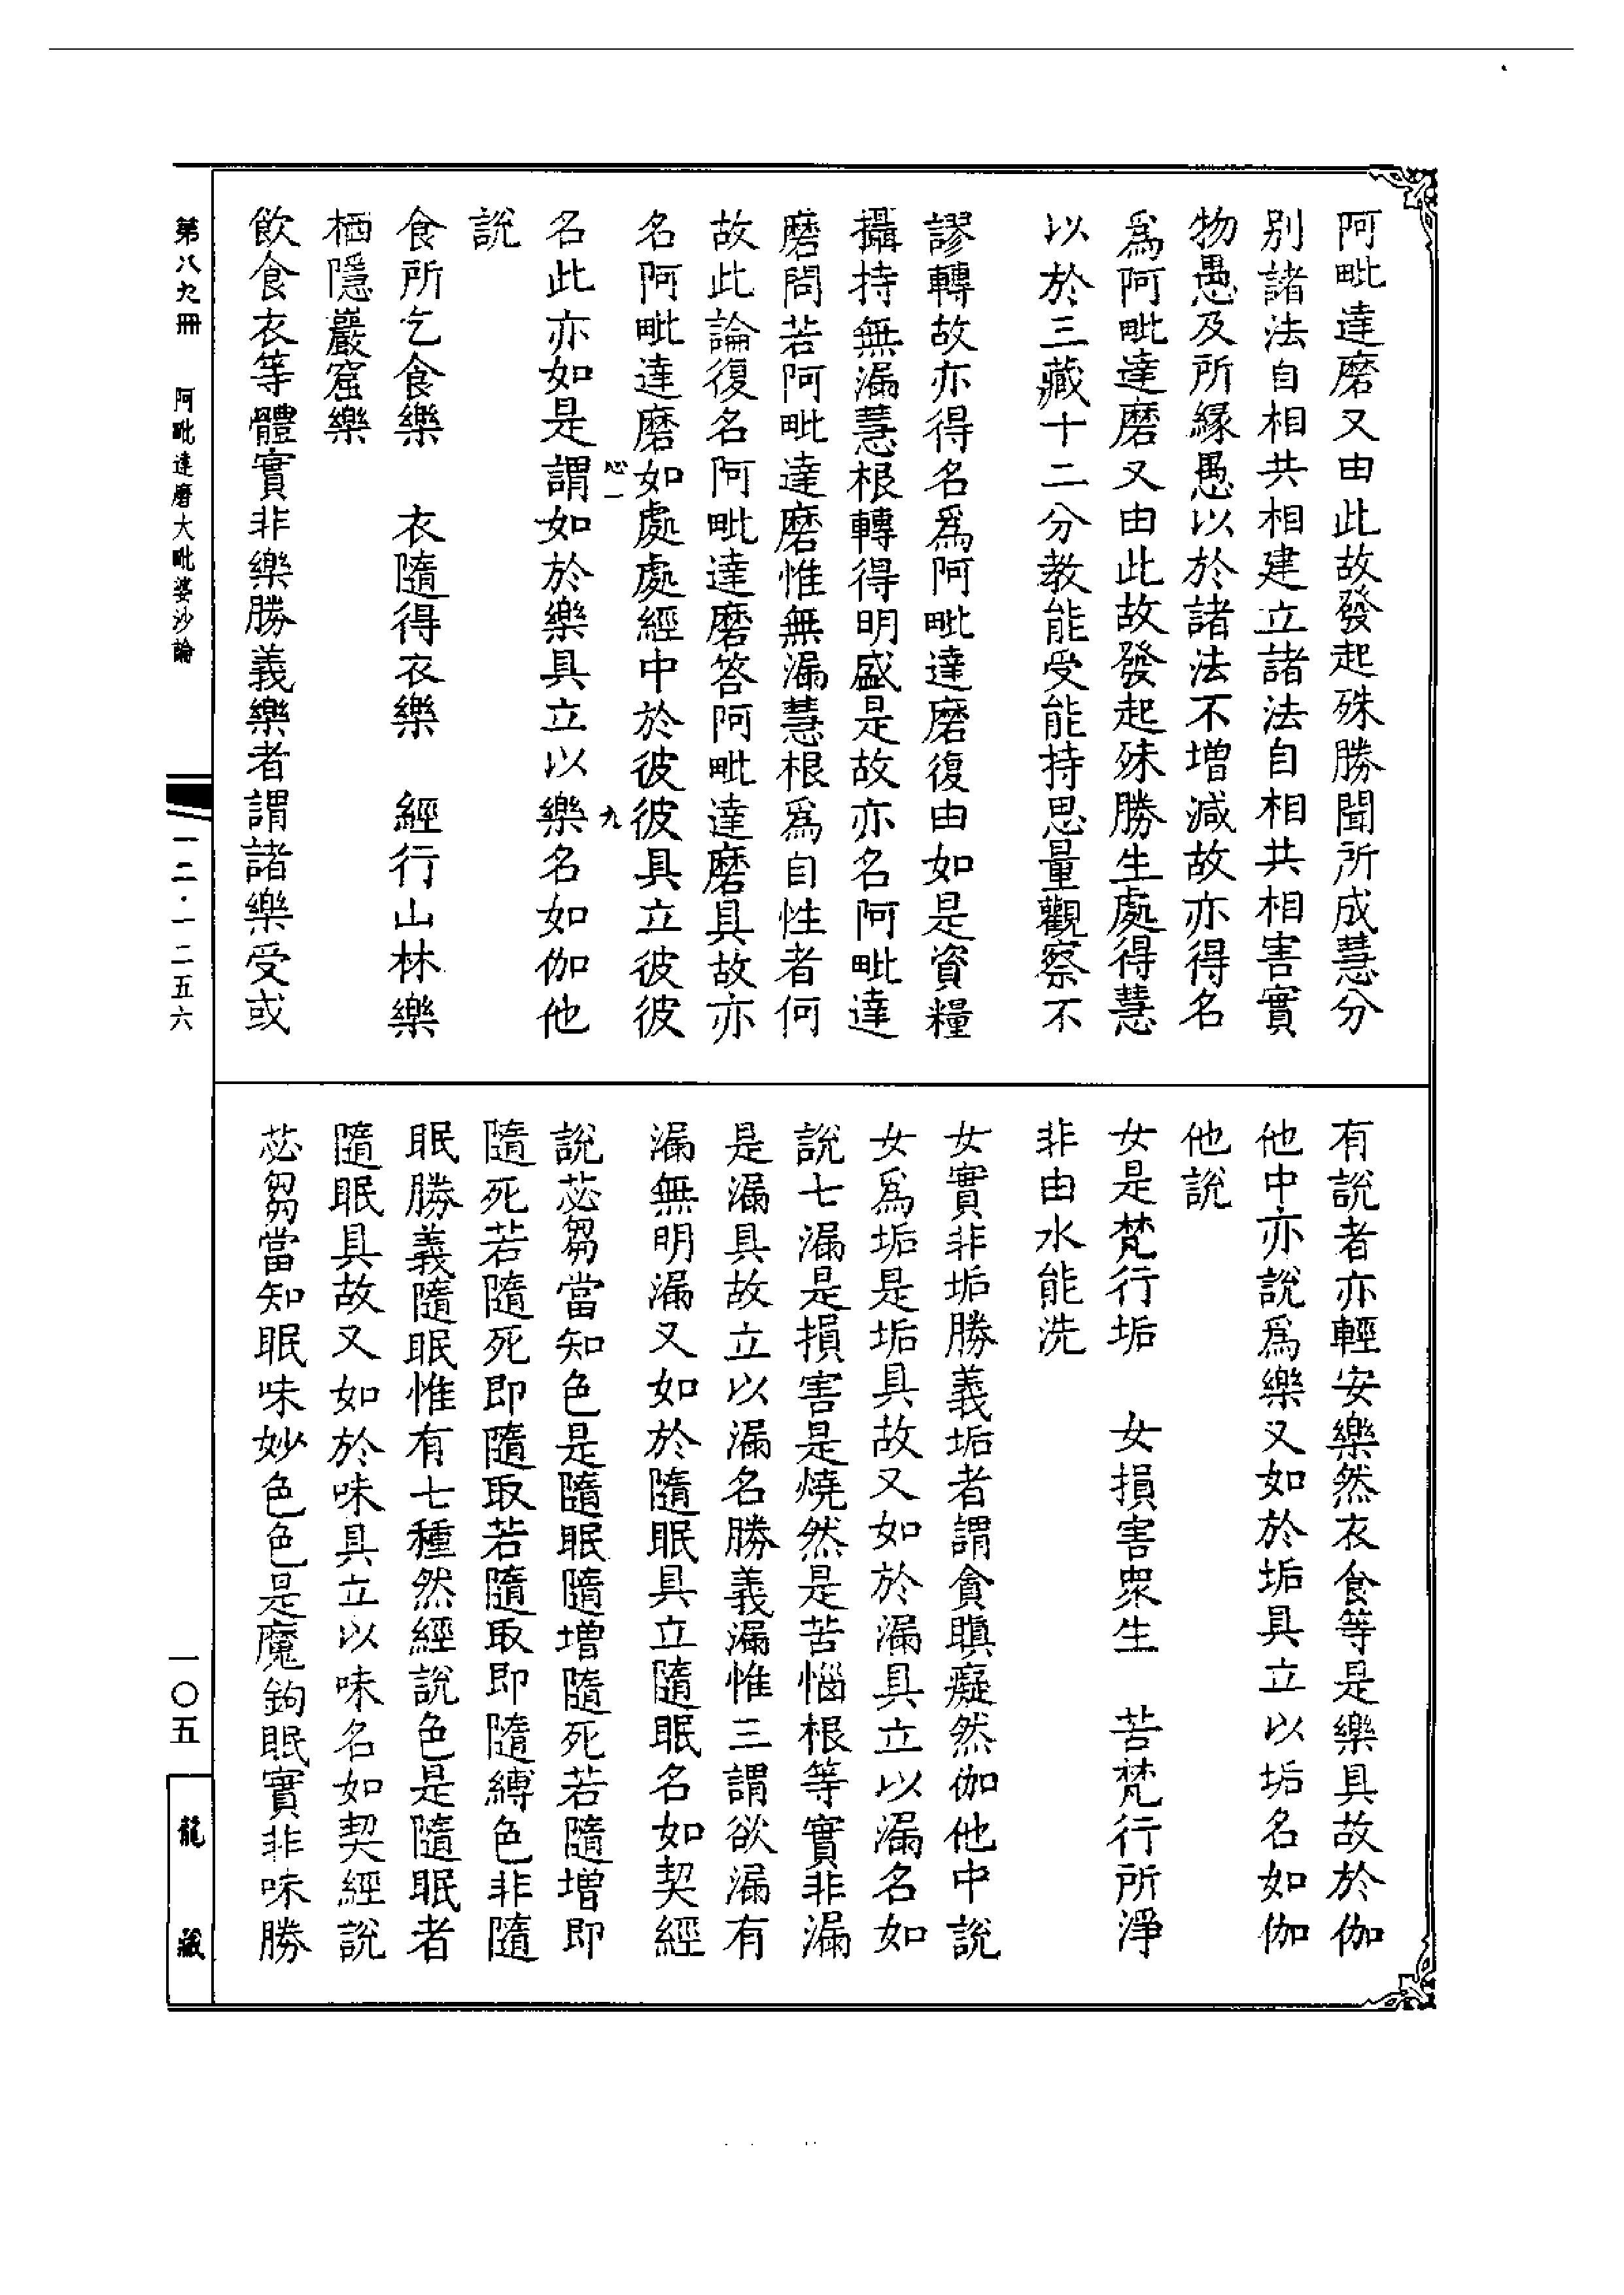 阿毗達磨又由此故發起殊勝聞所成慧分
別諸法自相共相建立諸法自相共相害實
物愚及所緣愚以於諸法不增減故亦得名
爲阿毗達磨又由此故發起殊勝生處得慧
以於三藏十二分教能受能持思量觀察不
謬轉故亦得名爲阿毗達磨復由如是資糧
攝持無漏慧根轉得明盛是故亦名阿毗達
磨問若阿毗達磨惟無漏慧根爲自性者何
故此論復名阿毗達磨答阿毗達磨具故亦
名阿毗達磨如處處經中於彼彼具立彼彼
心一 九
名此亦如是謂如於樂具立以樂名如伽他
說
食所乞食樂 衣隨得衣樂 經行山林樂
栖隱巖窟樂
飲食衣等體實非樂勝義樂者謂諸樂受或
有說者亦輕安樂然衣食等是樂具故於伽
他中亦說爲樂又如於垢具立以垢名如伽
他說
女是梵行垢 女損害衆生 苦梵行所淨
非由水能洗
女實非垢勝義垢者謂貪瞋癡然伽他中說
女爲垢是垢具故又如於漏具立以漏名如
說七漏是損害是燒然是苦惱根等實非漏
是漏具故立以漏名勝義漏惟三謂欲漏有
漏無明漏又如於隨眠具立隨眠名如契經
說苾芻當知色是隨眠隨增隨死若隨增即
隨死若隨死即隨取若隨取即隨縛色非隨
眠勝義隨眠惟有七種然經說色是隨眠者
隨眠具故又如於味具立以味名如契經說
苾芻當知眠味妙色色是魔鉤眠實非味勝
第八九冊 阿毗達磨大毗婆沙論
一二·一二五六
一〇五
龍藏